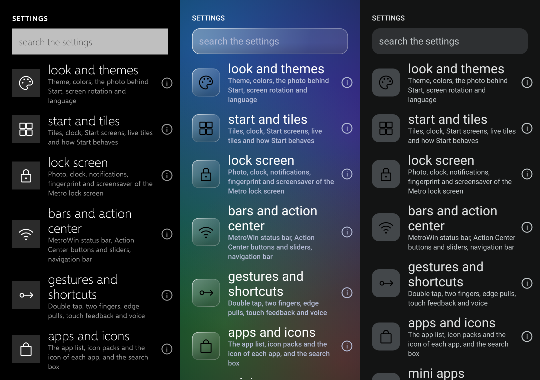 SETTINGS
search the settings
look and themes
Theme, colors, the photo behind
Start, screen rotation and
language
start and tiles
Tiles, clock, Start screens, live tiles
and how Start behaves
lock screen
Photo, clock, notifications,
fingerprint and screensaver of the
Metro lock screen
bars and action
center
MetroWin status bar, Action
Center buttons and sliders,
navigation bar
gestures and
shortcuts
Double tap, two fingers, edge
pulls, touch feedback and voice
apps and icons
The app list, icon packs and the
icon of each app, and the search
box
SETTINGS
search the settings
look and themes
Theme, colors, the photo behind
Start, screen rotation and
language
start and tiles
Tiles, clock, Start screens, live
tiles and how Start behaves
lock screen
Photo, clock, notifications,
fingerprint and screensaver of the
Metro lock screen
bars and action
center
MetroWin status bar, Action
Center buttons and sliders,
navigation bar
gestures and
shortcuts
Double tap, two fingers, edge
pulls, touch feedback and voice
apps and icons
The app list, icon packs and the
icon of each app, and the search
box
SETTINGS
search the settings
look and themes
Theme, colors, the photo behind
Start, screen rotation and
language
start and tiles
Tiles, clock, Start screens, live tiles
and how Start behaves
lock screen
Photo, clock, notifications,
fingerprint and screensaver of the
Metro lock screen
bars and action
center
MetroWin status bar, Action Center
buttons and sliders, navigation bar
gestures and
shortcuts
Double tap, two fingers, edge pulls,
touch feedback and voice
apps and icons
The app list, icon packs and the
icon of each app, and the search
box
mini apps